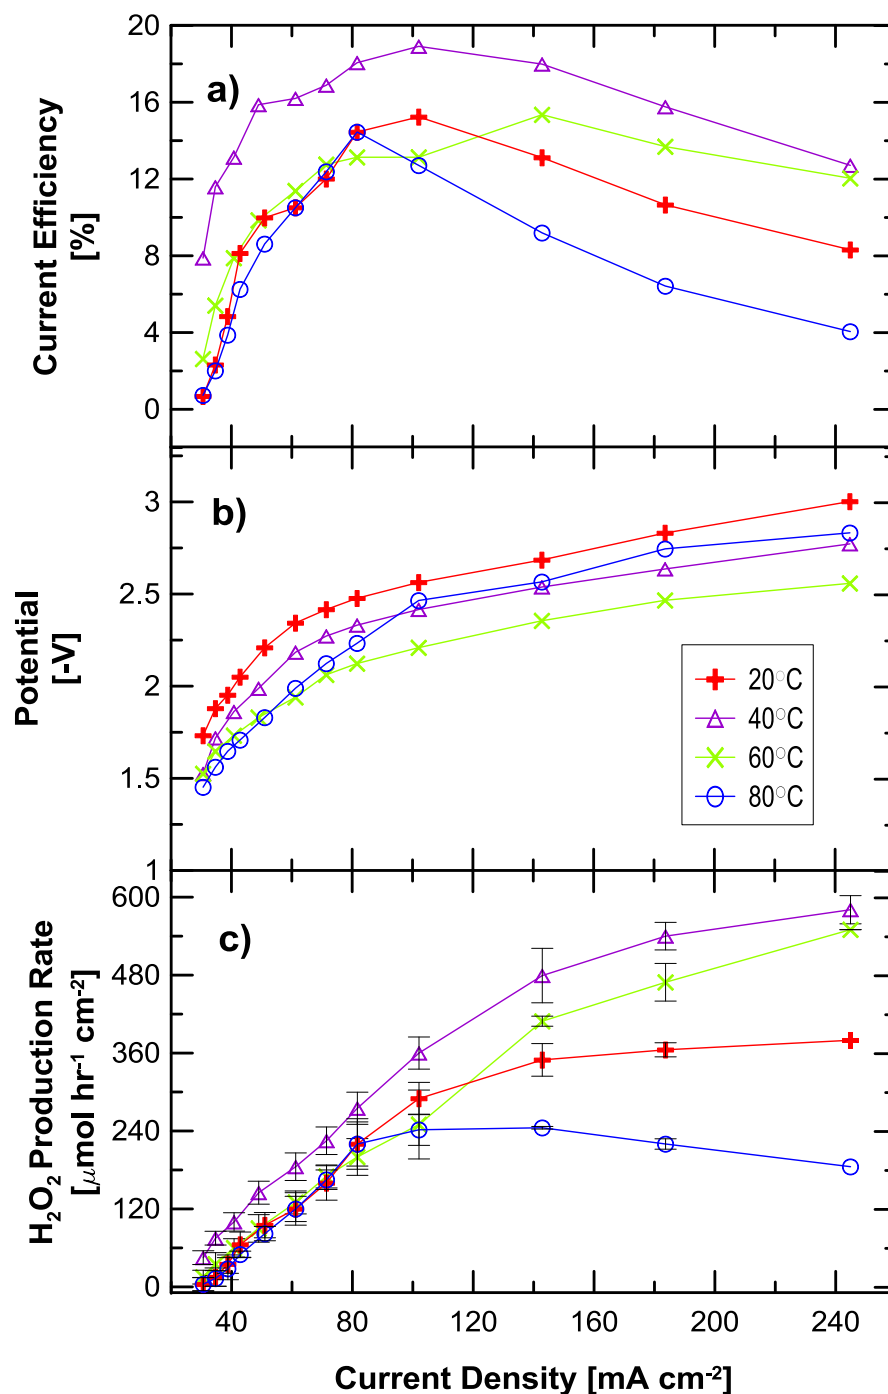 20
16
12
8
4
0
a)
Current Efficiency
[%]
3
2.5
2
1.5
1
b)
Potential
[-V]
20°C
40°C
60°C
80°C
600
480
360
240
120
0
c)
H₂O₂ Production Rate
[μmol hr⁻¹ cm⁻²]
40 80 120 160 200 240
Current Density [mA cm⁻²]